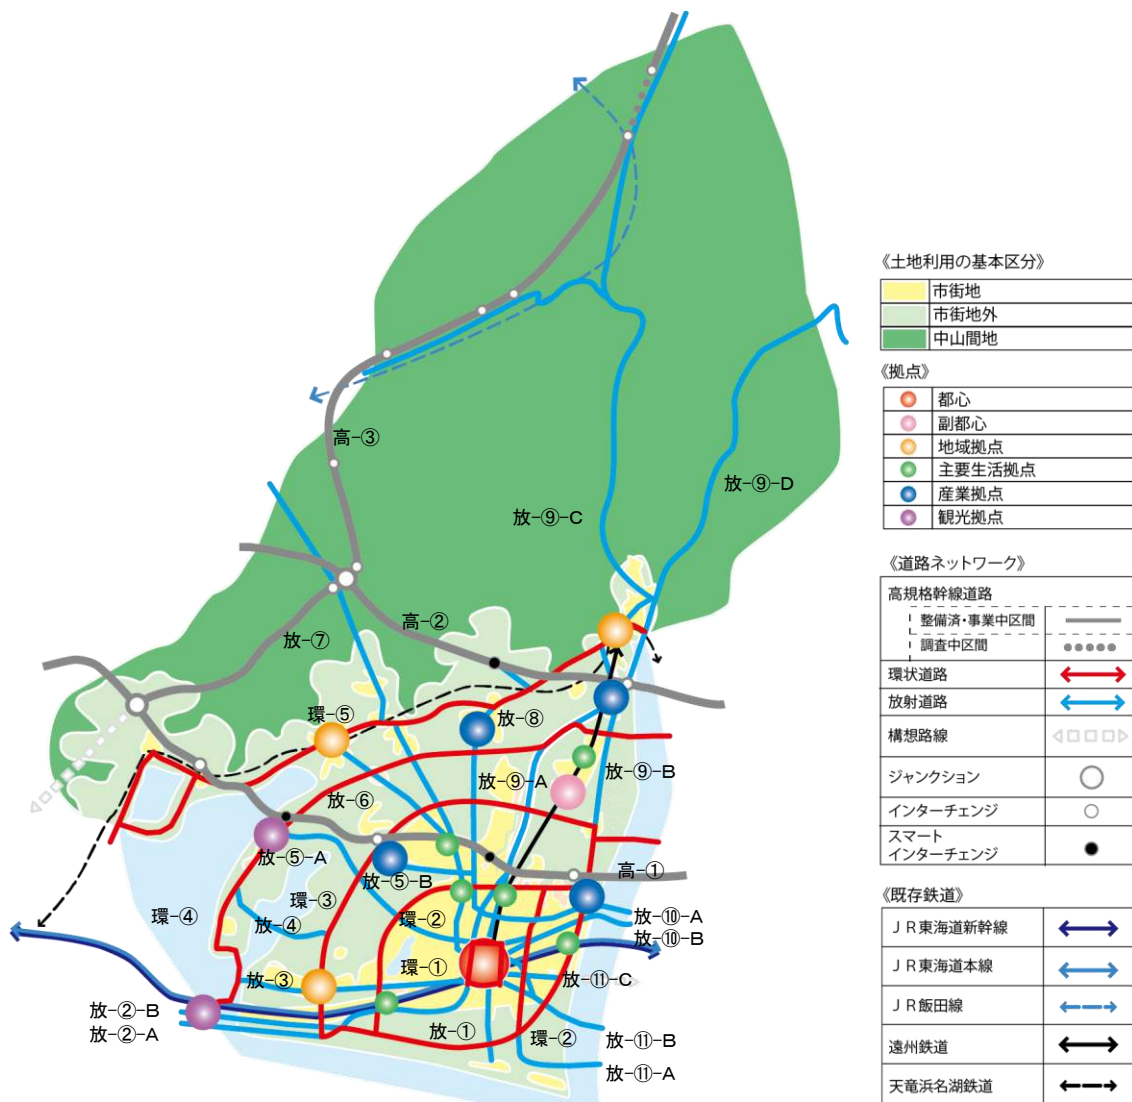 高-③
放-⑨-D
放-⑨-C
高-②
放-⑦
環-⑤
放-⑧
放-⑨-A
放-⑨-B
放-⑥
放-⑤-A
放-⑤-B
高-①
環-③
環-④
放-④
環-②
放-⑩-A
放-⑩-B
環-①
放-③
放-⑪-C
放-②-B
放-②-A
放-①
環-②
放-⑪-B
放-⑪-A
《土地利用の基本区分》
市街地
市街地外
中山間地
《拠点》
都心
副都心
地域拠点
主要生活拠点
産業拠点
観光拠点
《道路ネットワーク》
高規格幹線道路
整備済・事業中区間
調査中区間
環状道路
放射道路
構想路線
ジャンクション
インターチェンジ
スマート
インターチェンジ
《既存鉄道》
ＪＲ東海道新幹線
ＪＲ東海道本線
ＪＲ飯田線
遠州鉄道
天竜浜名湖鉄道